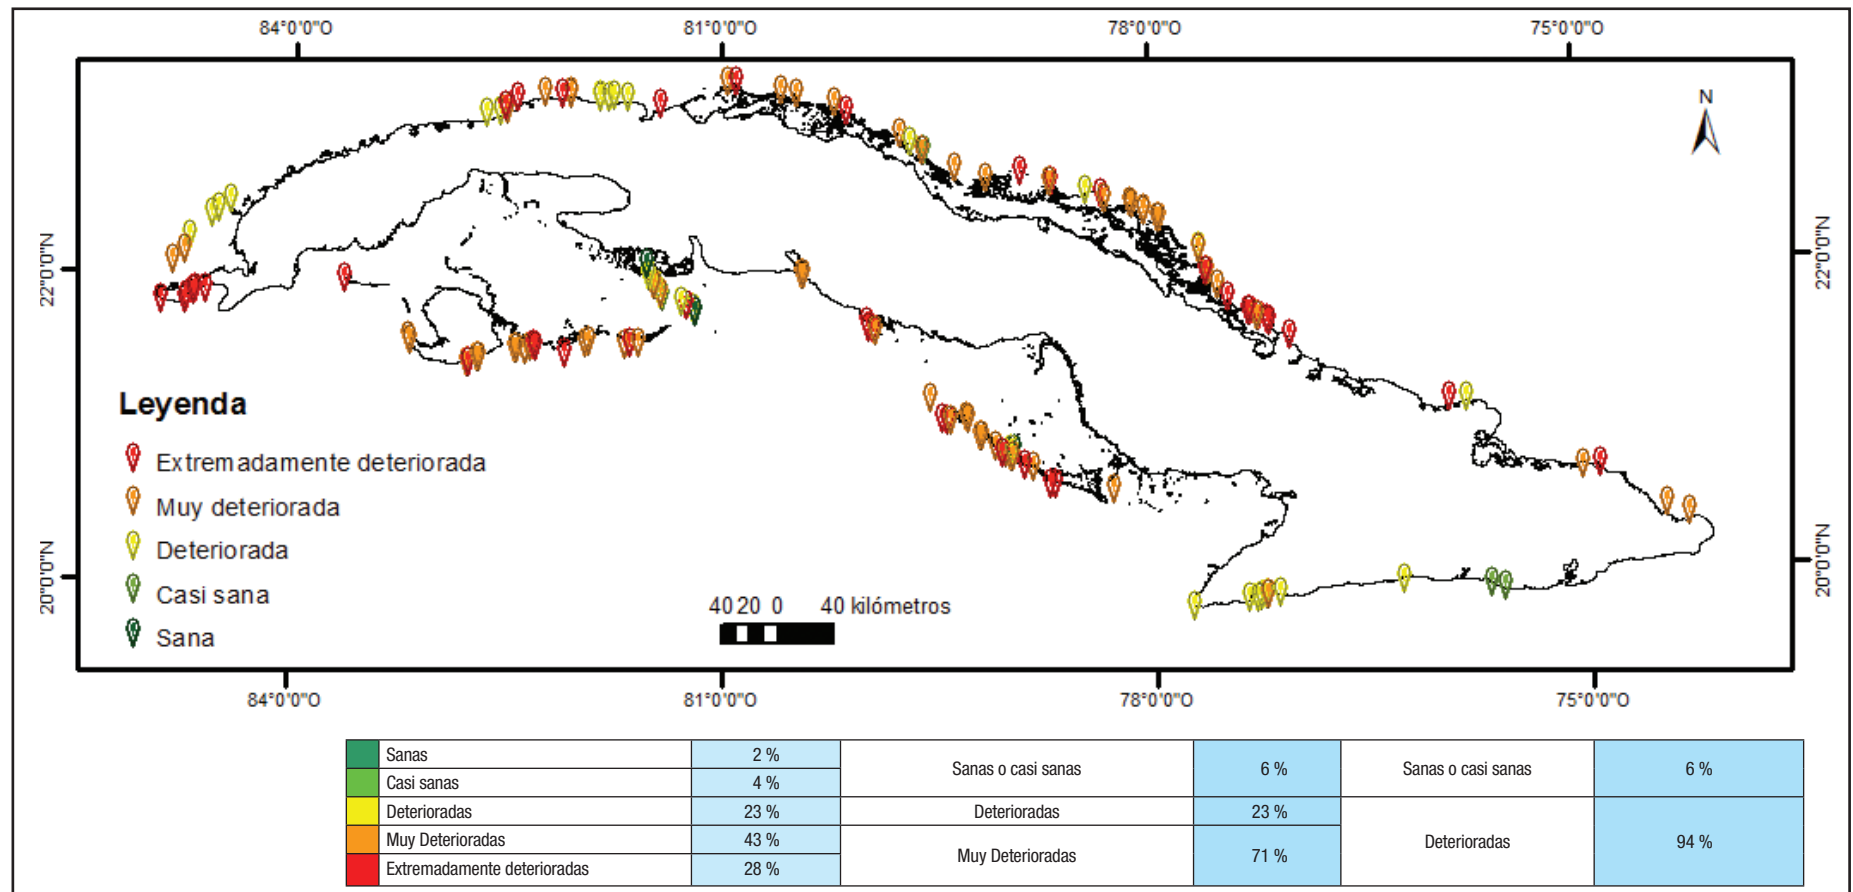 84°0'0"O 81°0'0"O 78°0'0"O 75°0'0"O
N
22°0'0"N 22°0'0"N
Leyenda
Extremadamente deteriorada
Muy deteriorada
Deteriorada
Casi sana
Sana
20°0'0"N 20°0'0"N
40 20 0 40 kilómetros
84°0'0"O 81°0'0"O 78°0'0"O 75°0'0"O
Sanas 2 % Sanas o casi sanas 6 % Sanas o casi sanas 6 %
Casi sanas 4 %
Deterioradas 23 % Deterioradas 23 % Deterioradas 94 %
Muy Deterioradas 43 % Muy Deterioradas 71 %
Extremadamente deterioradas 28 %